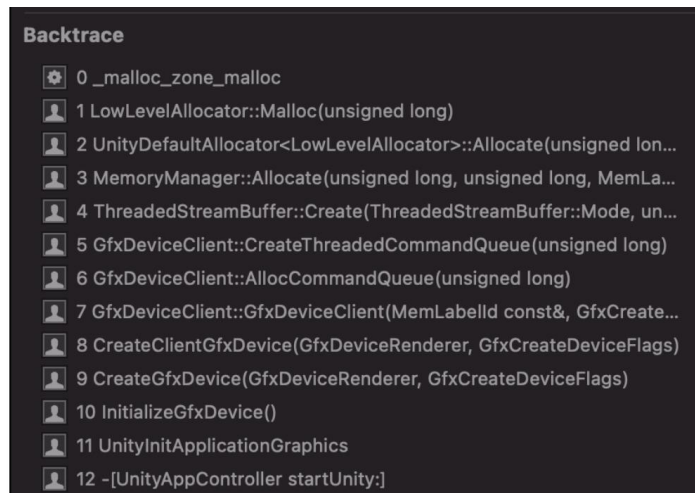 Backtrace
0 _malloc_zone_malloc
1 LowLevelAllocator::Malloc(unsigned long)
2 UnityDefaultAllocator<LowLevelAllocator>::Allocate(unsigned lon...
3 MemoryManager::Allocate(unsigned long, unsigned long, MemLa...
4 ThreadedStreamBuffer::Create(ThreadedStreamBuffer::Mode, un...
5 GfxDeviceClient::CreateThreadedCommandQueue(unsigned long)
6 GfxDeviceClient::AllocCommandQueue(unsigned long)
7 GfxDeviceClient::GfxDeviceClient(MemLabelId const&, GfxCreate...
8 CreateClientGfxDevice(GfxDeviceRenderer, GfxCreateDeviceFlags)
9 CreateGfxDevice(GfxDeviceRenderer, GfxCreateDeviceFlags)
10 InitializeGfxDevice()
11 UnityInitApplicationGraphics
12 -[UnityAppController startUnity:]